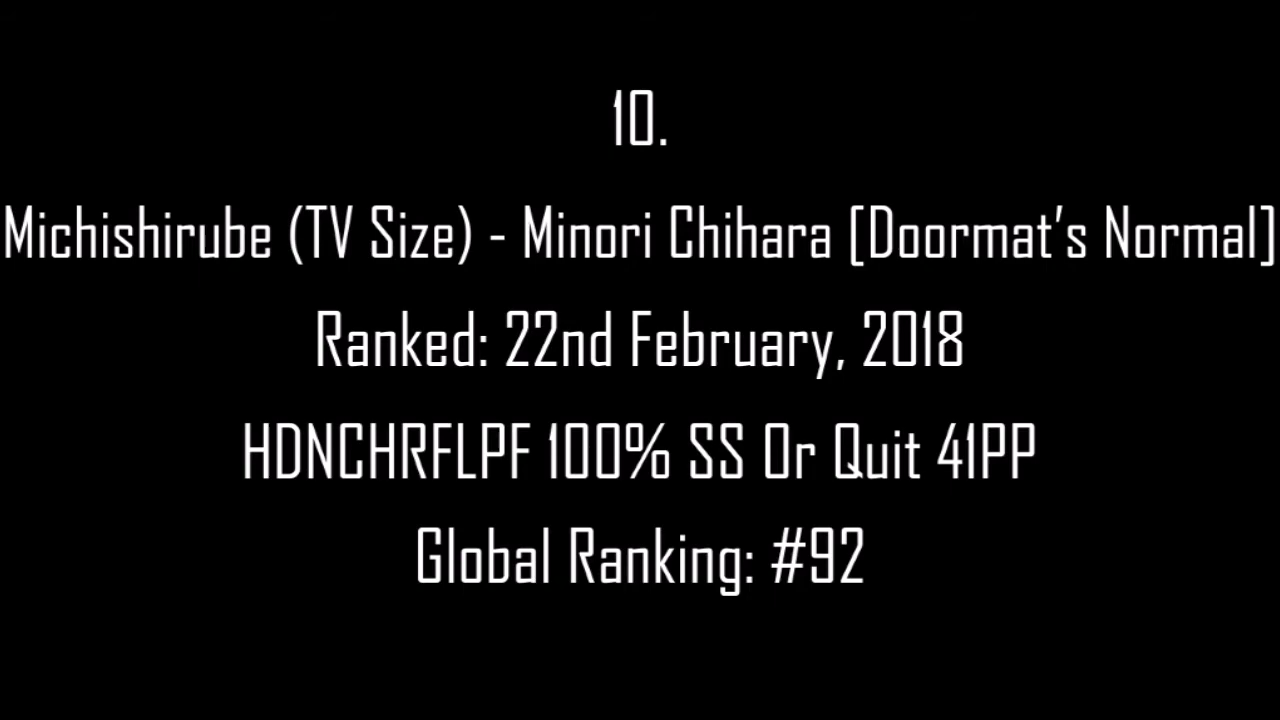 10.
Michishirube (TV Size) - Minori Chihara [Doormat's Normal]
Ranked: 22nd February, 2018
HDNCHRFLPF 100% SS Or Quit 41PP
Global Ranking: #92